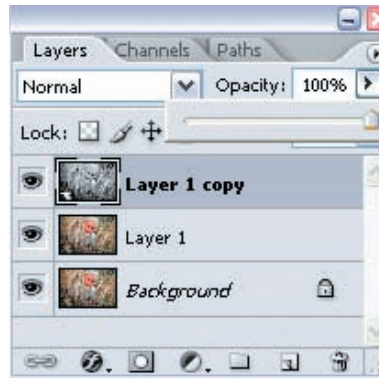 Layers Channels Paths
Normal Opacity: 100%
Lock:
Layer 1 copy
Layer 1
Background